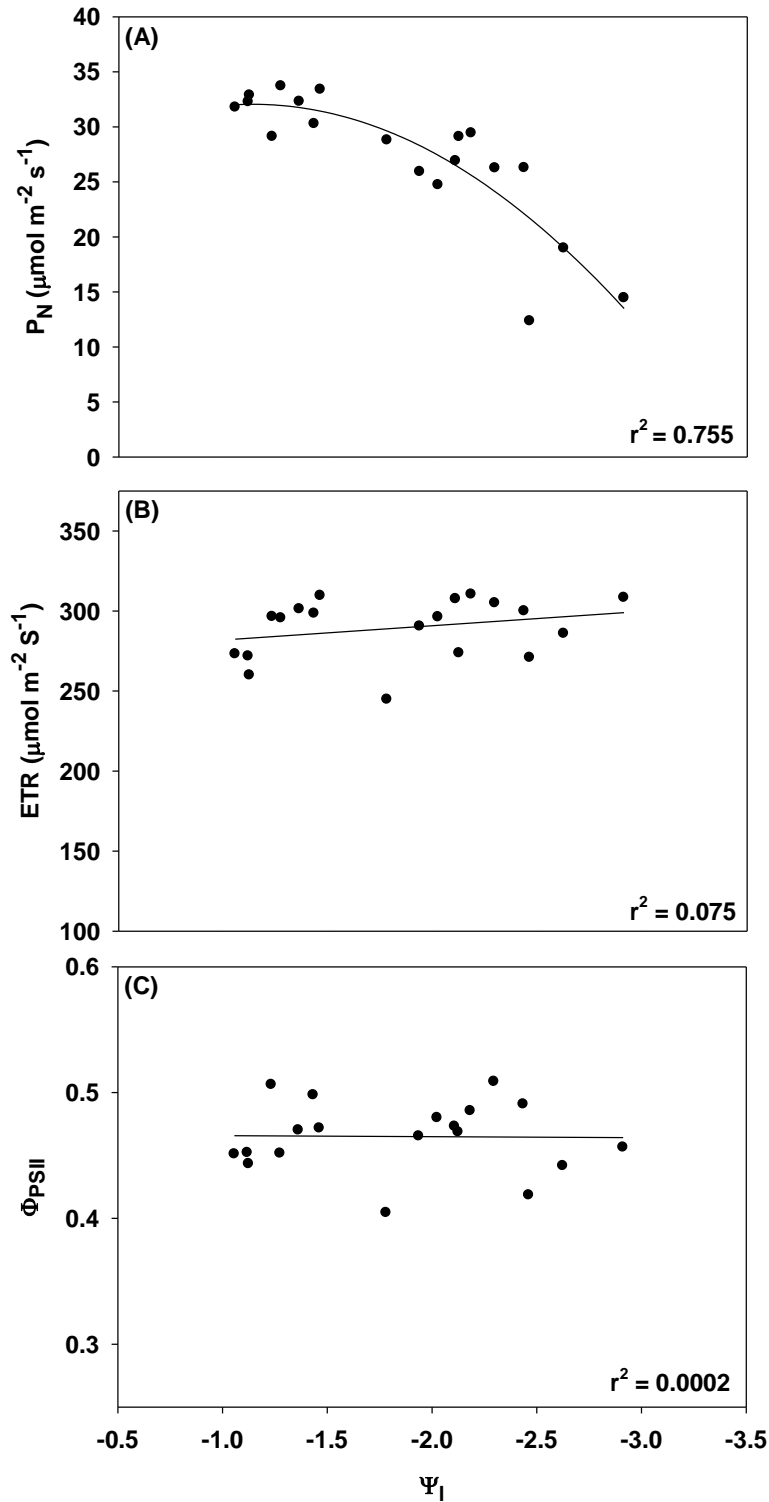 (A)
40
35
30
25
20
15
10
5
0
P_N (μmol m⁻² s⁻¹)
r² = 0.755
(B)
350
300
250
200
150
100
ETR (μmol m⁻² S⁻¹)
r² = 0.075
(C)
0.6
0.5
0.4
0.3
Φ_PSII
r² = 0.0002
-0.5 -1.0 -1.5 -2.0 -2.5 -3.0 -3.5
Ψ_l